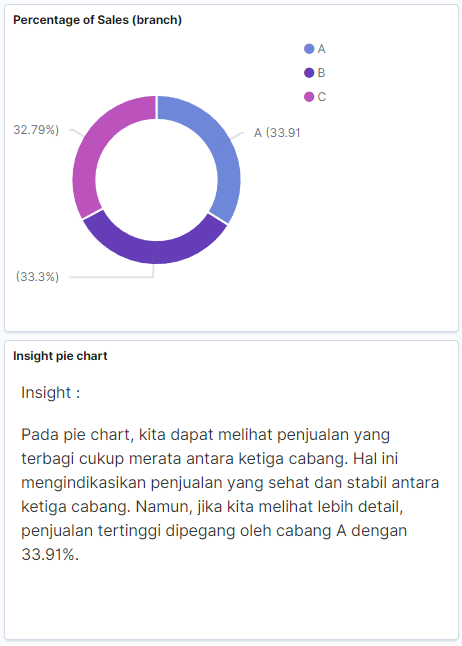 Percentage of Sales (branch)
A
B
C
32.79%)
A (33.91
(33.3%)
Insight pie chart
Insight :
Pada pie chart, kita dapat melihat penjualan yang
terbagi cukup merata antara ketiga cabang. Hal ini
mengindikasikan penjualan yang sehat dan stabil antara
ketiga cabang. Namun, jika kita melihat lebih detail,
penjualan tertinggi dipegang oleh cabang A dengan
33.91%.